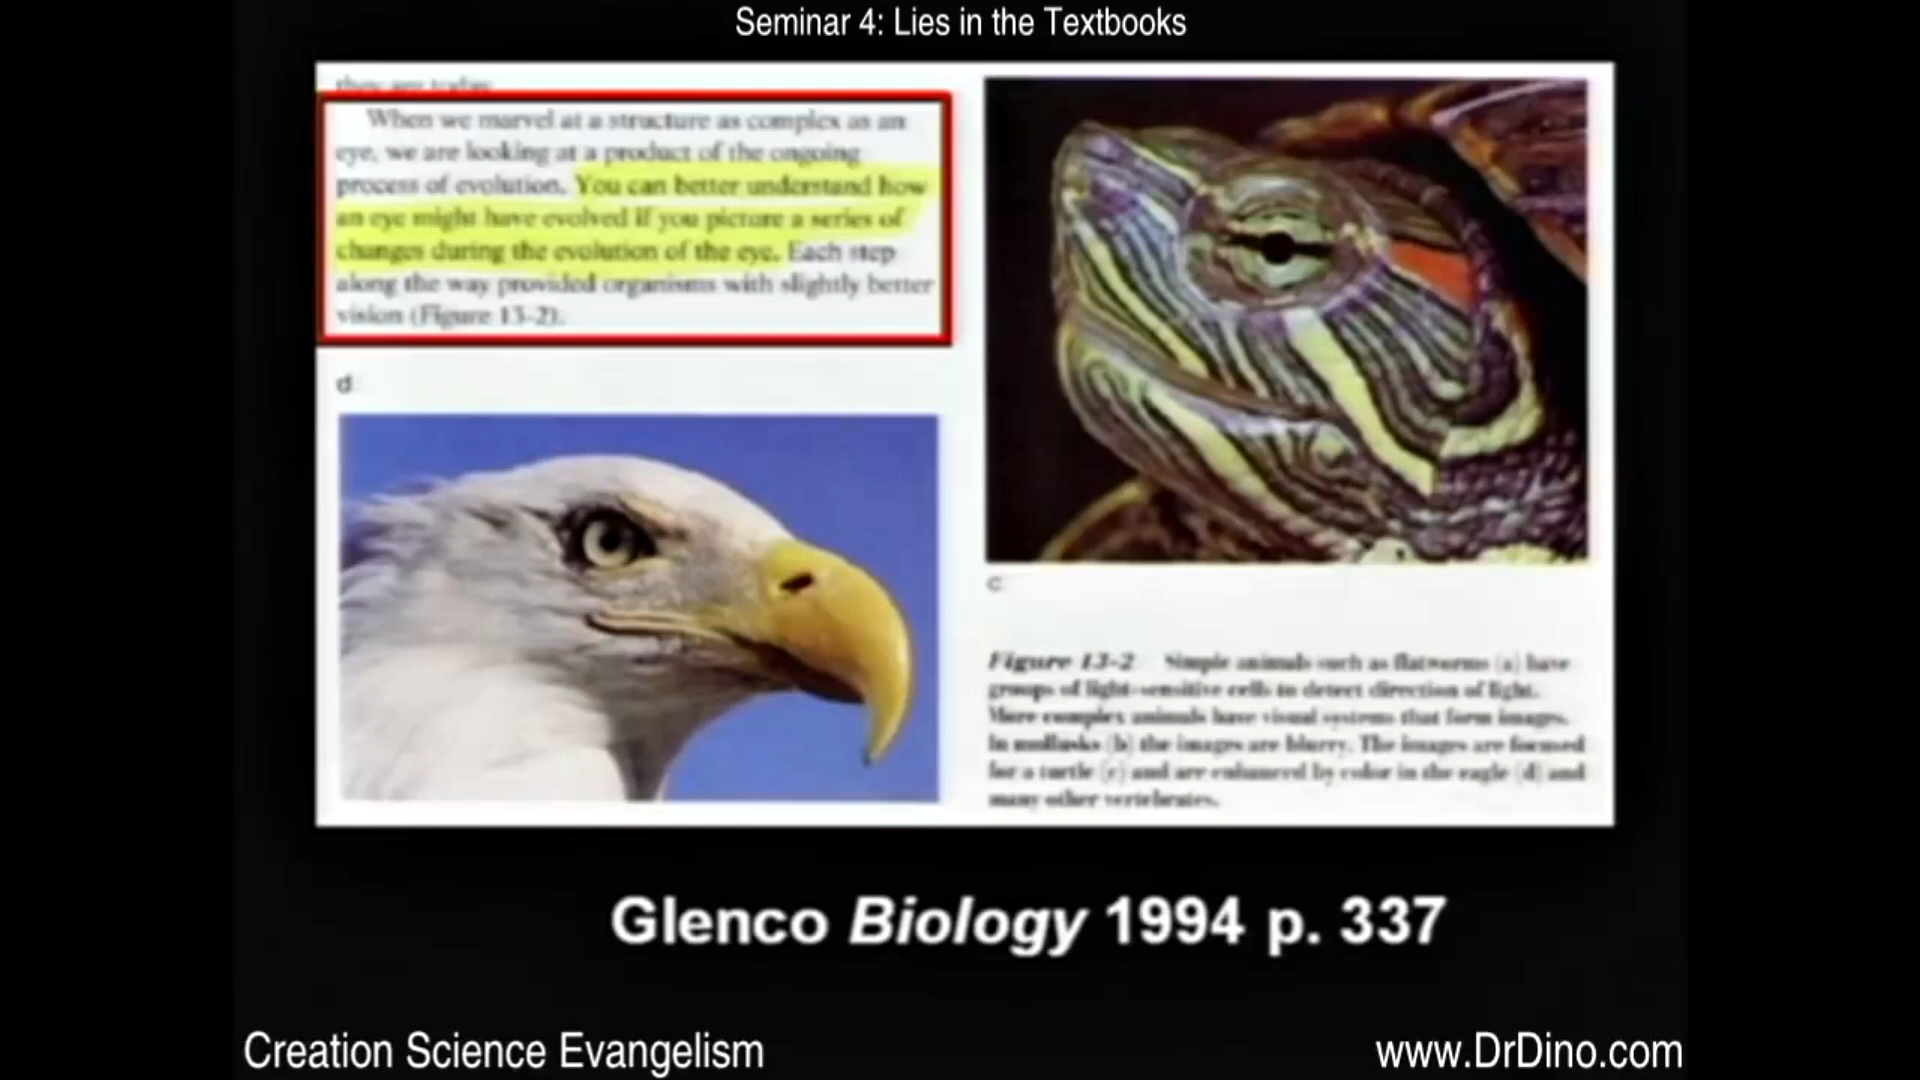 Seminar 4: Lies in the Textbooks
they are today.
When we marvel at a structure as complex as an
eye, we are looking at a product of the ongoing
process of evolution. You can better understand how
an eye might have evolved if you picture a series of
changes during the evolution of the eye. Each step
along the way provided organisms with slightly better
vision (Figure 13-2).
d
c
Figure 13-2 Simple animals such as flatworms (a) have
groups of light-sensitive cells to detect direction of light.
More complex animals have visual systems that form images.
In mollusks (b) the images are blurry. The images are focused
for a turtle (c) and are enhanced by color in the eagle (d) and
many other vertebrates.
Glenco Biology 1994 p. 337
Creation Science Evangelism
www.DrDino.com